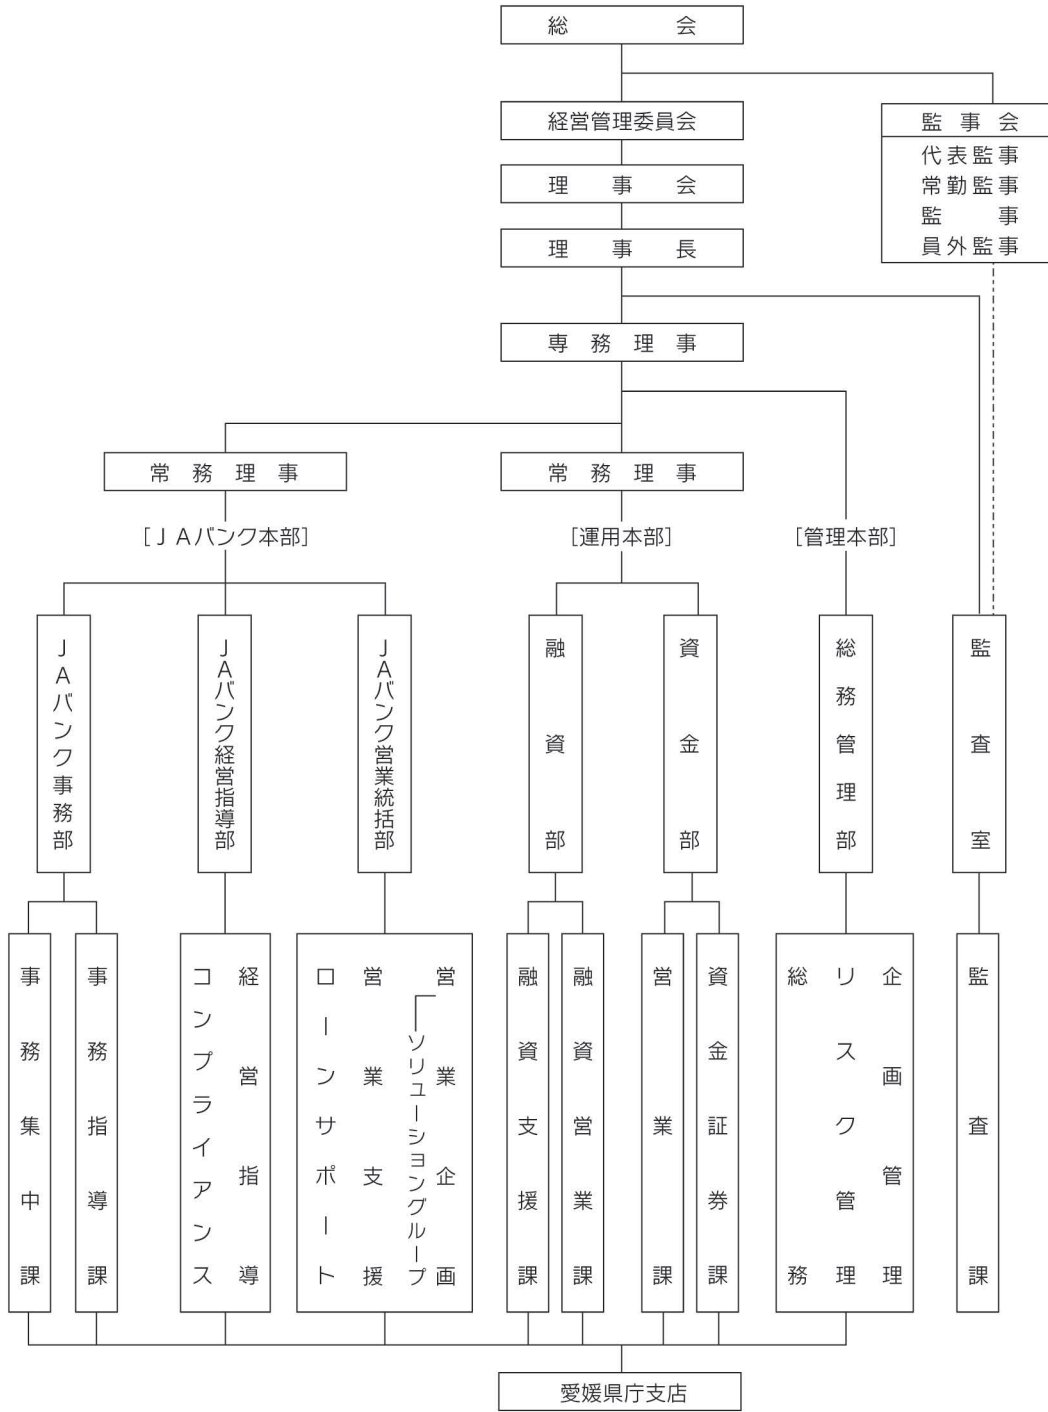 総会
経営管理委員会
監事会
代表監事
常勤監事
監事
員外監事
理事会
理事長
専務理事
常務理事
常務理事
[ＪＡバンク本部]
[運用本部]
[管理本部]
ＪＡバンク事務部
ＪＡバンク経営指導部
ＪＡバンク営業統括部
融資部
資金部
総務管理部
監査室
事務集中課
事務指導課
経営指導
コンプライアンス
営業企画
ソリューショングループ
営業支援
ローンサポート
融資支援課
融資営業課
営業課
資金証券課
企画管理
リスク管理
総務
監査課
愛媛県庁支店